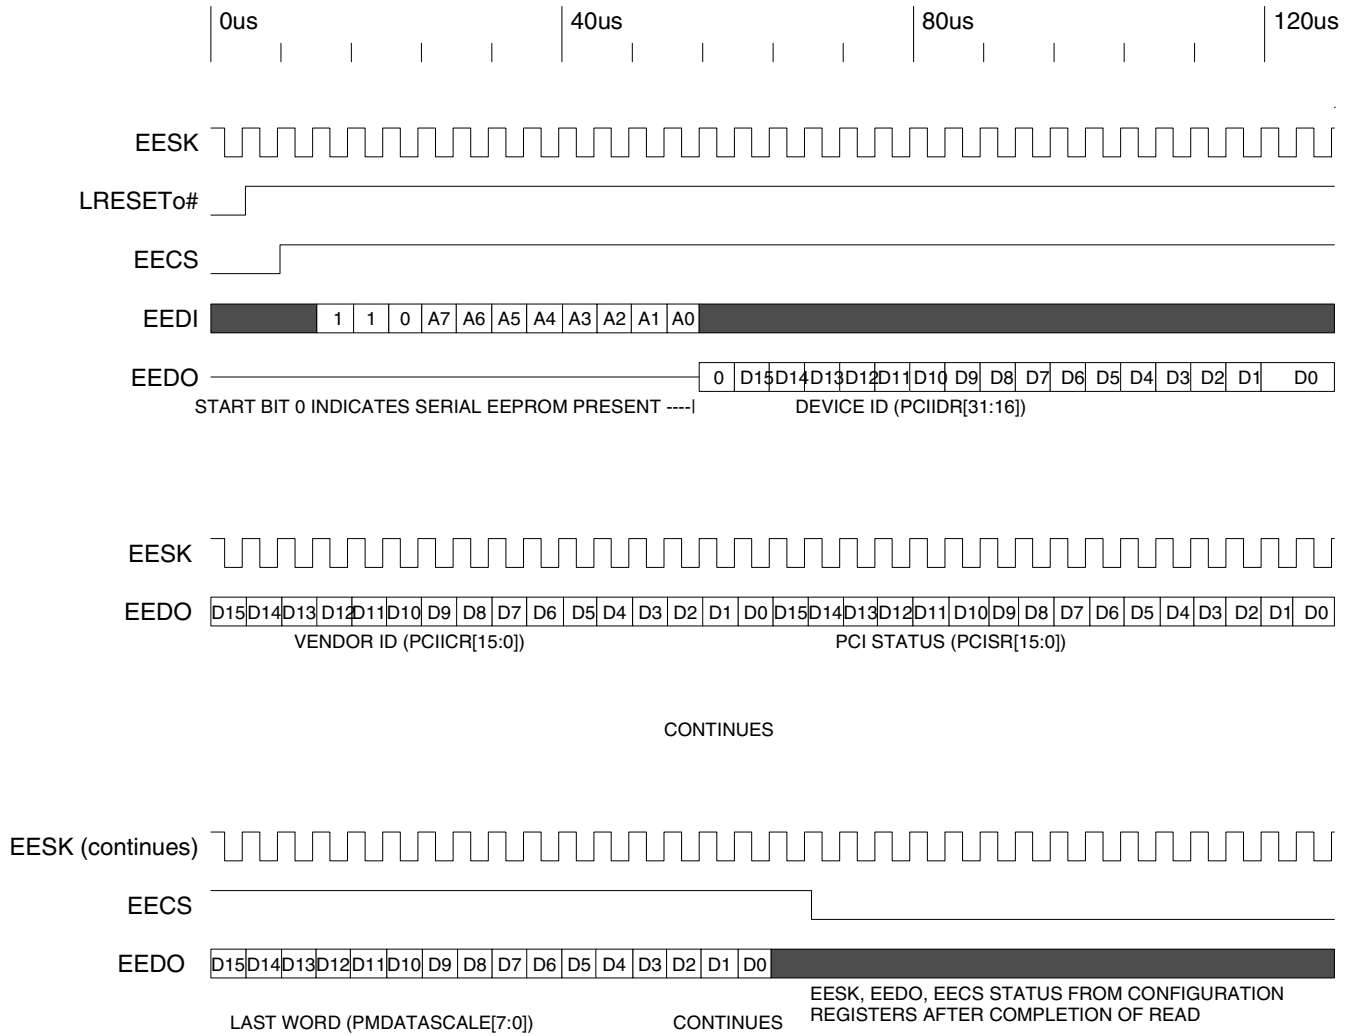 0us 40us 80us 120us
EESK
LRESETo#
EECS
EEDI 1 1 0 A7 A6 A5 A4 A3 A2 A1 A0
EEDO 0 D15 D14 D13 D12 D11 D10 D9 D8 D7 D6 D5 D4 D3 D2 D1 D0
START BIT 0 INDICATES SERIAL EEPROM PRESENT ----| DEVICE ID (PCIIDR[31:16])
EESK
EEDO D15 D14 D13 D12 D11 D10 D9 D8 D7 D6 D5 D4 D3 D2 D1 D0 D15 D14 D13 D12 D11 D10 D9 D8 D7 D6 D5 D4 D3 D2 D1 D0
VENDOR ID (PCIICR[15:0]) PCI STATUS (PCISR[15:0])
CONTINUES
EESK (continues)
EECS
EEDO D15 D14 D13 D12 D11 D10 D9 D8 D7 D6 D5 D4 D3 D2 D1 D0
LAST WORD (PMDATASCALE[7:0]) CONTINUES
EESK, EEDO, EECS STATUS FROM CONFIGURATION
REGISTERS AFTER COMPLETION OF READ